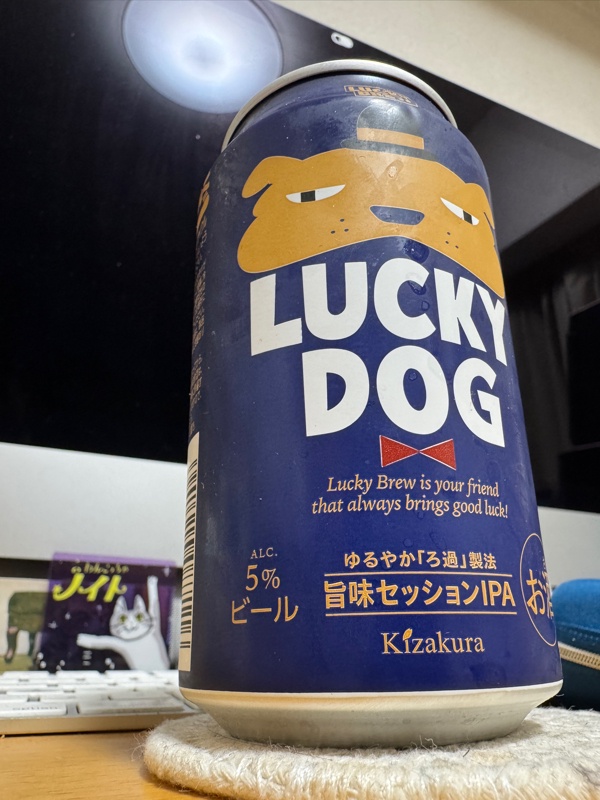 LUCKY
DOG
Lucky Brew is your friend
that always brings good luck!
ALC.
5%
ビール
ゆるやか「ろ過」製法
旨味セッションIPA
Kizakura
お
ナイト